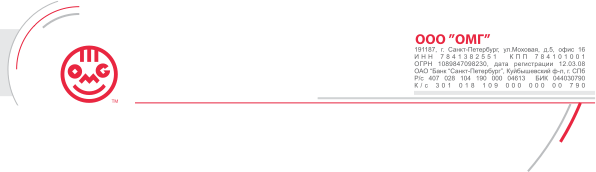 OMG
TM
ООО "ОМГ"
191187, г. Санкт-Петербург, ул.Моховая, д.5, офис 16
ИНН 7841382551 КПП 784101001
ОГРН 1089847098230, дата регистрации 12.03.08
ОАО "Банк "Санкт-Петербург", Куйбышевский ф-л, г. СПб
Р/с 407 028 104 190 000 04613 БИК 044030790
К/с 301 018 109 000 000 00 790